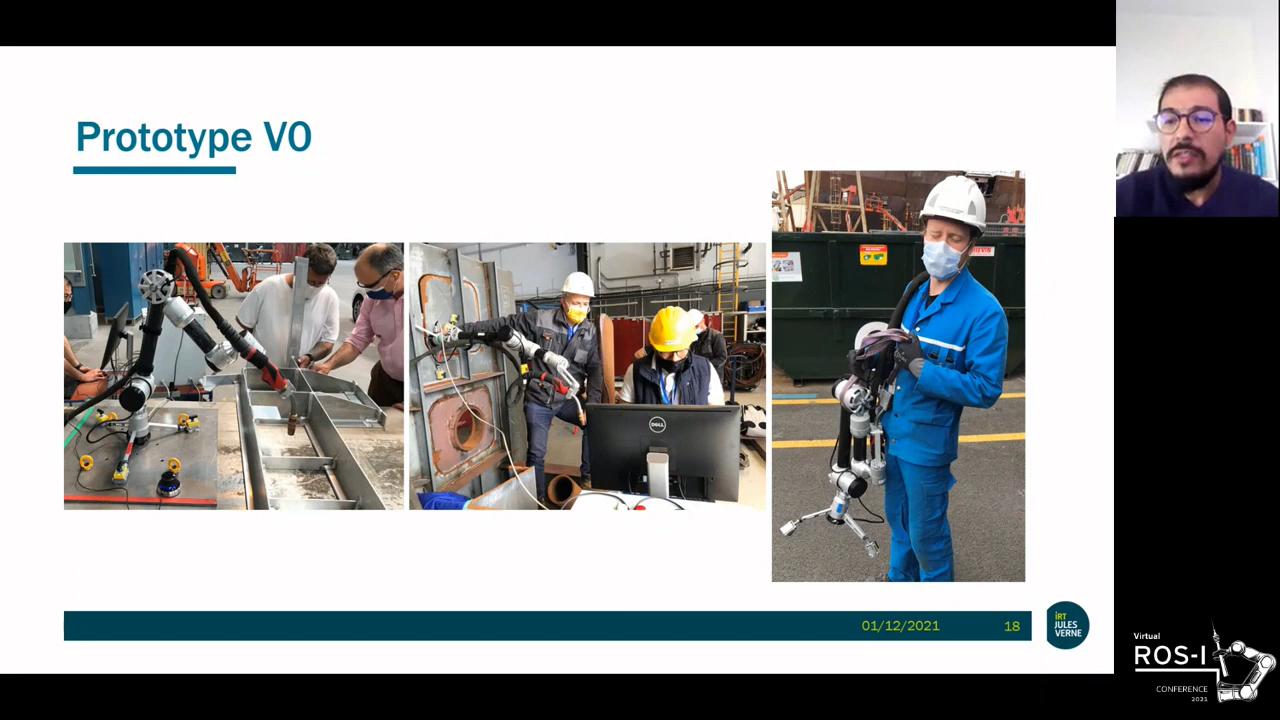 Prototype V0
DELL
01/12/2021
18
iRT
JULES
VERNE
Virtual
ROS-I
CONFERENCE
2021